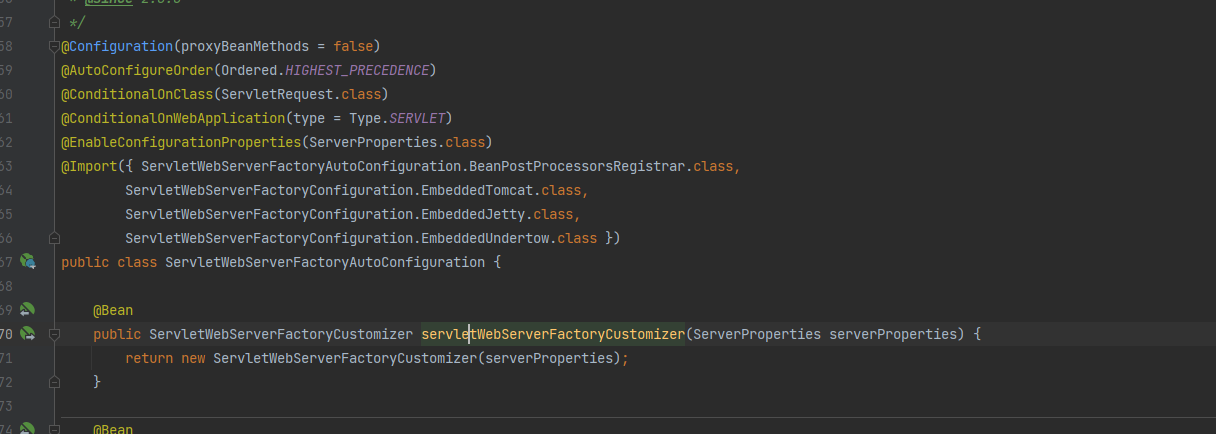 * @since 2.0.0
57 */
58 @Configuration(proxyBeanMethods = false)
59 @AutoConfigureOrder(Ordered.HIGHEST_PRECEDENCE)
60 @ConditionalOnClass(ServletRequest.class)
61 @ConditionalOnWebApplication(type = Type.SERVLET)
62 @EnableConfigurationProperties(ServerProperties.class)
63 @Import({ ServletWebServerFactoryAutoConfiguration.BeanPostProcessorsRegistrar.class,
64 ServletWebServerFactoryConfiguration.EmbeddedTomcat.class,
65 ServletWebServerFactoryConfiguration.EmbeddedJetty.class,
66 ServletWebServerFactoryConfiguration.EmbeddedUndertow.class })
67 public class ServletWebServerFactoryAutoConfiguration {
68
69 @Bean
70 public ServletWebServerFactoryCustomizer servletWebServerFactoryCustomizer(ServerProperties serverProperties) {
71 return new ServletWebServerFactoryCustomizer(serverProperties);
72 }
73
74 @Bean